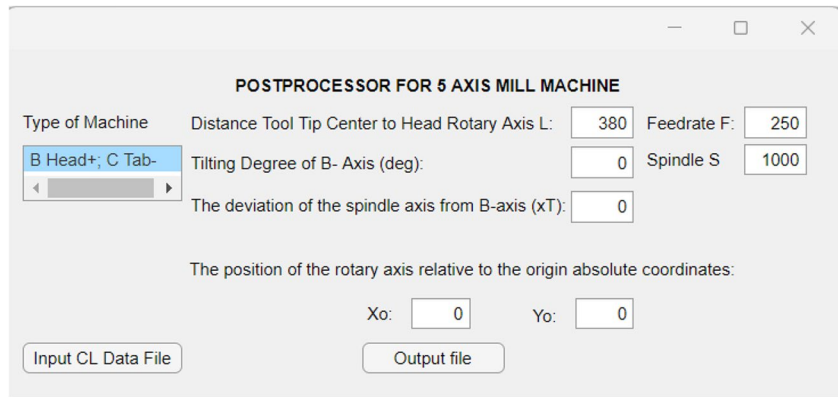 POSTPROCESSOR FOR 5 AXIS MILL MACHINE
Type of Machine
Distance Tool Tip Center to Head Rotary Axis L: 380 Feedrate F: 250
B Head+; C Tab-
Tilting Degree of B- Axis (deg): 0 Spindle S 1000
The deviation of the spindle axis from B-axis (xT): 0
The position of the rotary axis relative to the origin absolute coordinates:
Xo: 0 Yo: 0
Input CL Data File
Output file